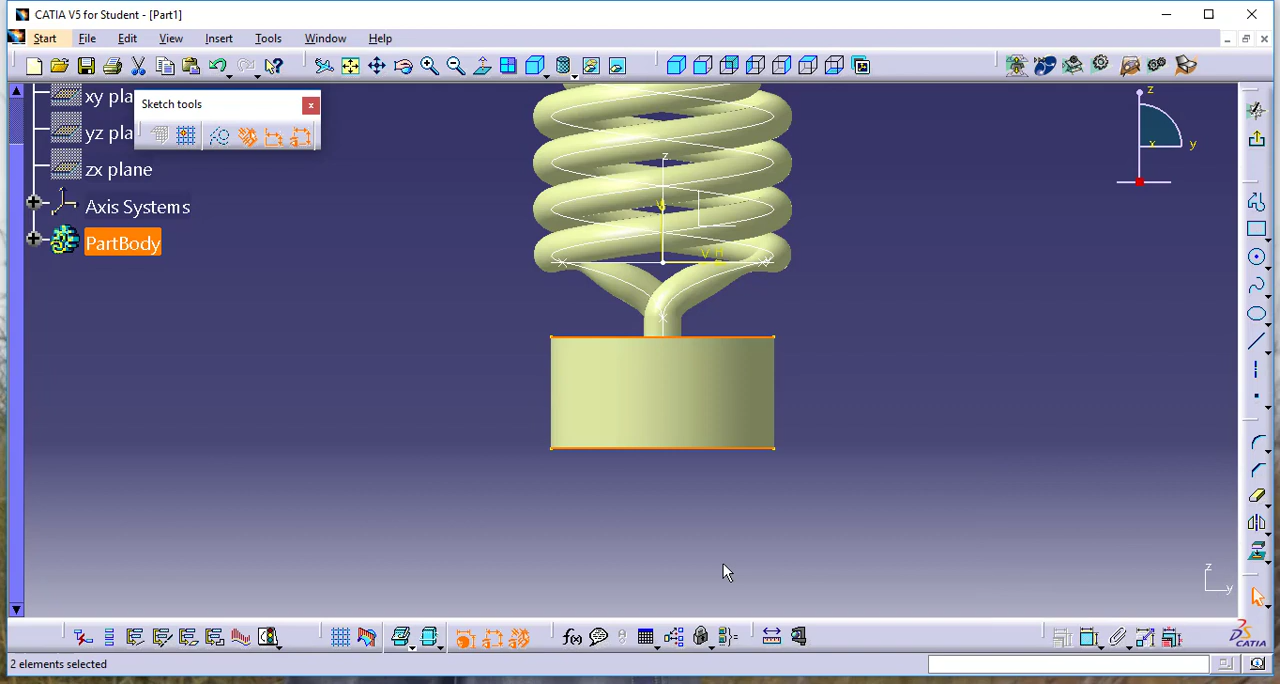 CATIA V5 for Student - [Part1]
Start File Edit View Insert Tools Window Help
Sketch tools
xy pla
yz pla
zx plane
Axis Systems
PartBody
z
x
y
z
V
V H
z
y
f(x)
CATIA
2 elements selected